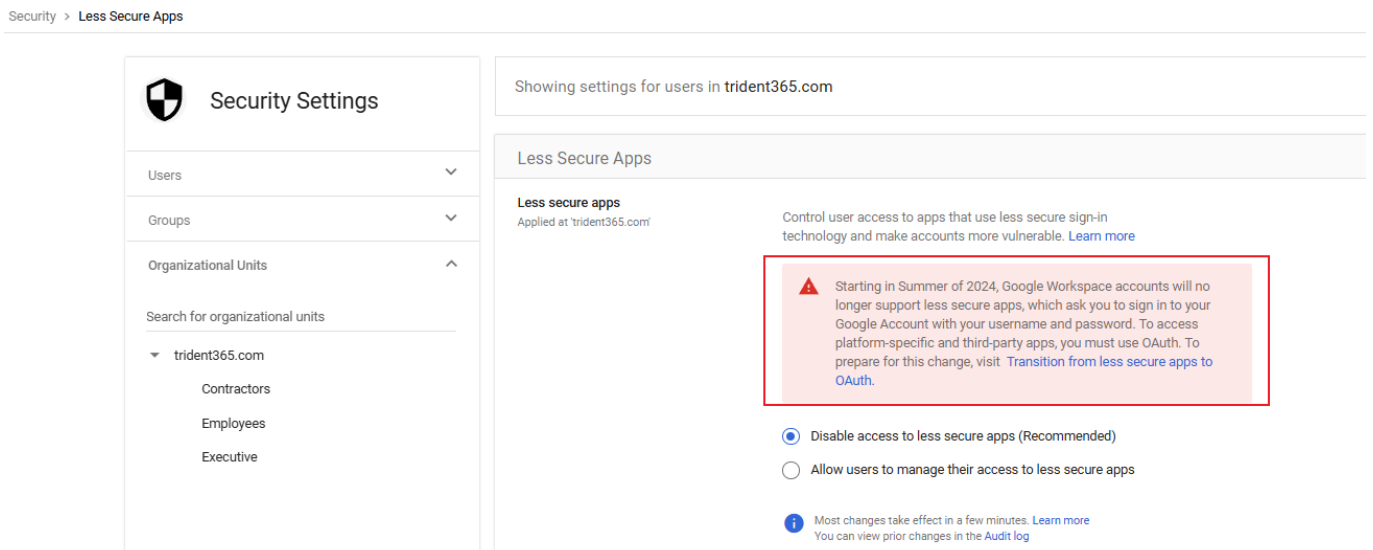 Security > Less Secure Apps
Security Settings
Users
Groups
Organizational Units
Search for organizational units
trident365.com
Contractors
Employees
Executive
Showing settings for users in trident365.com
Less Secure Apps
Less secure apps
Applied at 'trident365.com'
Control user access to apps that use less secure sign-in
technology and make accounts more vulnerable. Learn more
Starting in Summer of 2024, Google Workspace accounts will no
longer support less secure apps, which ask you to sign in to your
Google Account with your username and password. To access
platform-specific and third-party apps, you must use OAuth. To
prepare for this change, visit Transition from less secure apps to
OAuth.
Disable access to less secure apps (Recommended)
Allow users to manage their access to less secure apps
Most changes take effect in a few minutes. Learn more
You can view prior changes in the Audit log